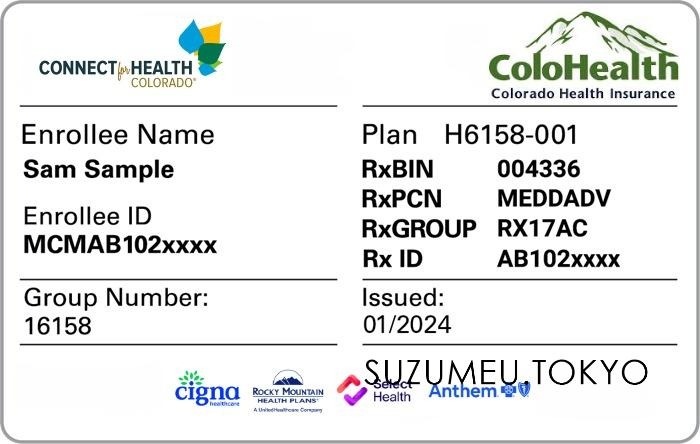 CONNECT for HEALTH
COLORADO®
ColoHealth
Colorado Health Insurance
Enrollee Name
Sam Sample
Enrollee ID
MCMAB102xxxx
Plan H6158-001
RxBIN 004336
RxPCN MEDDADV
RxGROUP RX17AC
Rx ID AB102xxxx
Group Number:
16158
Issued:
01/2024
SUZUMEU.TOKYO
cigna
healthcare
ROCKY MOUNTAIN
HEALTH PLANS®
A UnitedHealthcare Company
Select
Health
Anthem